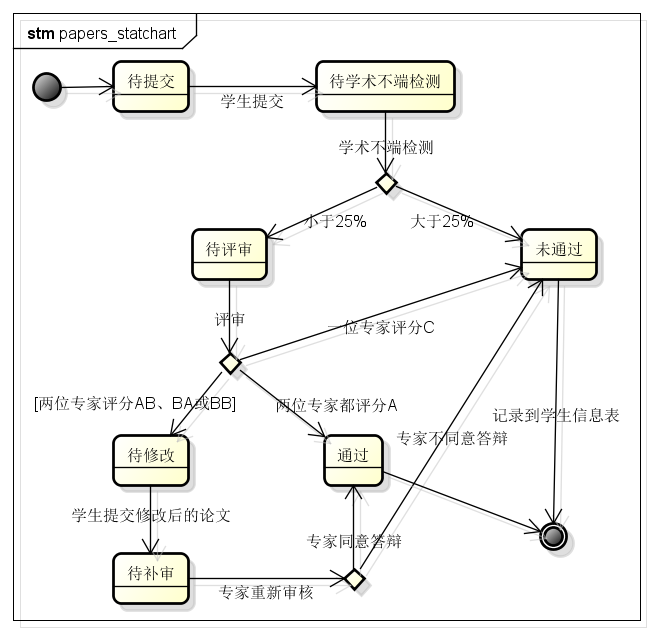 stm papers_statchart
待提交
学生提交
待学术不端检测
学术不端检测
小于25%
大于25%
待评审
未通过
评审
一位专家评分C
[两位专家评分AB、BA或BB]
两位专家都评分A
记录到学生信息表
专家不同意答辩
待修改
通过
学生提交修改后的论文
专家同意答辩
待补审
专家重新审核